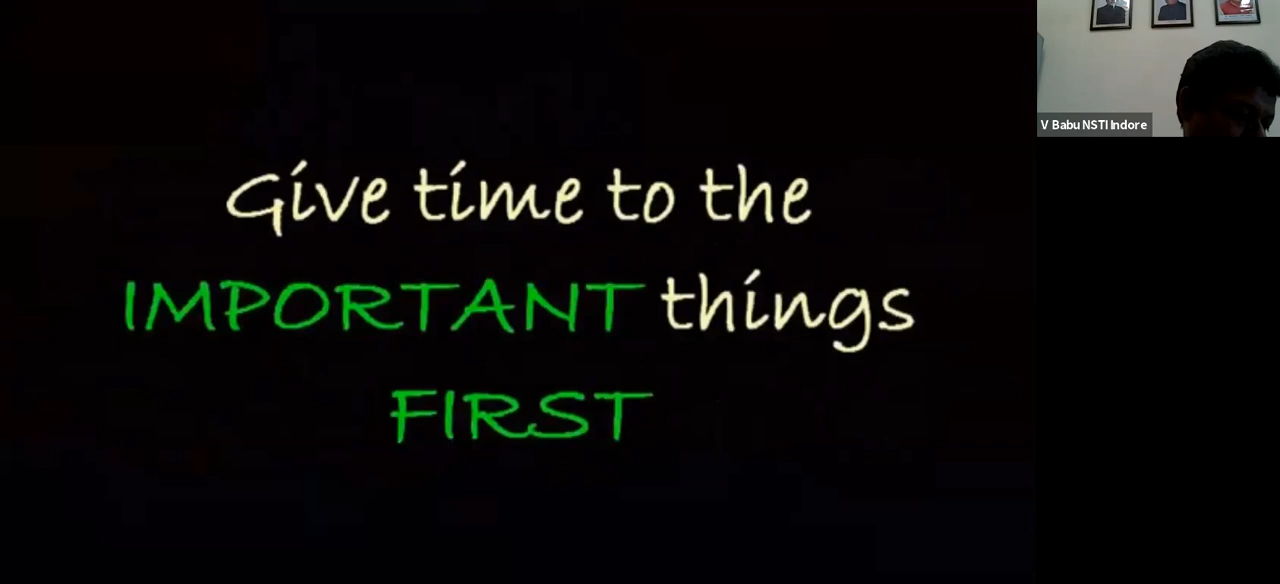 Give time to the
IMPORTANT things
FIRST
V Babu NSTI Indore